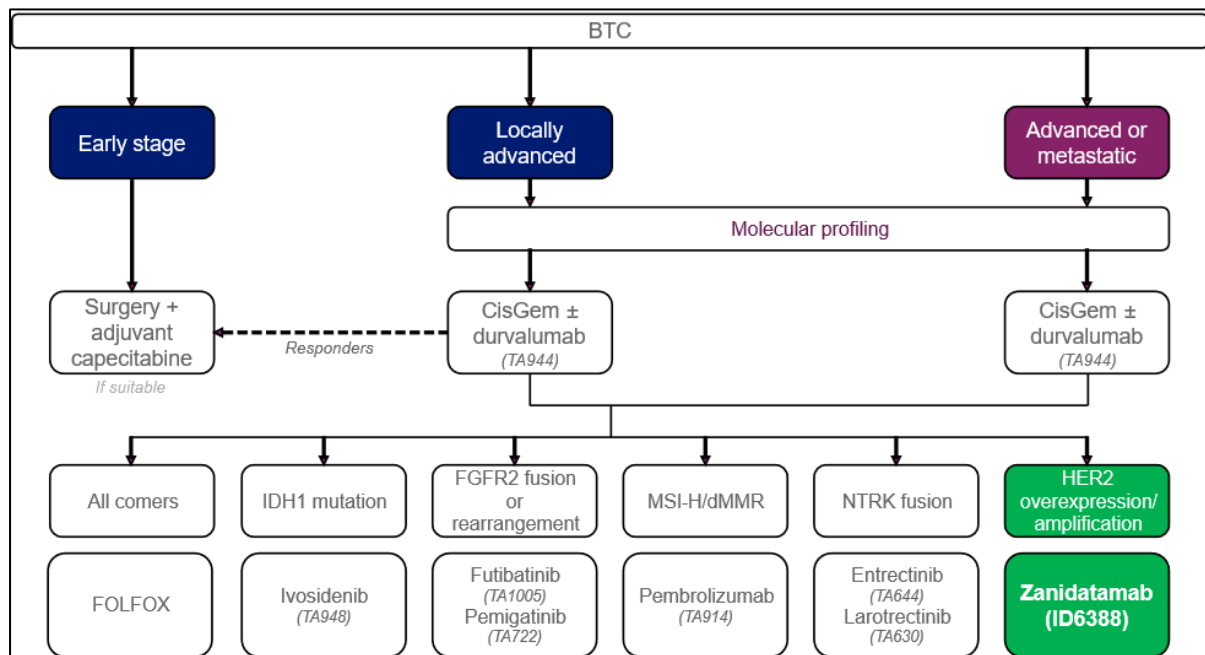 BTC
Early stage
Locally
advanced
Advanced or
metastatic
Molecular profiling
Surgery +
adjuvant
capecitabine
If suitable
Responders
CisGem ±
durvalumab
(TA944)
CisGem ±
durvalumab
(TA944)
All comers
IDH1 mutation
FGFR2 fusion
or
rearrangement
MSI-H/dMMR
NTRK fusion
HER2
overexpression/
amplification
FOLFOX
Ivosidenib
(TA948)
Futibatinib
(TA1005)
Pemigatinib
(TA722)
Pembrolizumab
(TA914)
Entrectinib
(TA644)
Larotrectinib
(TA630)
Zanidatamab
(ID6388)